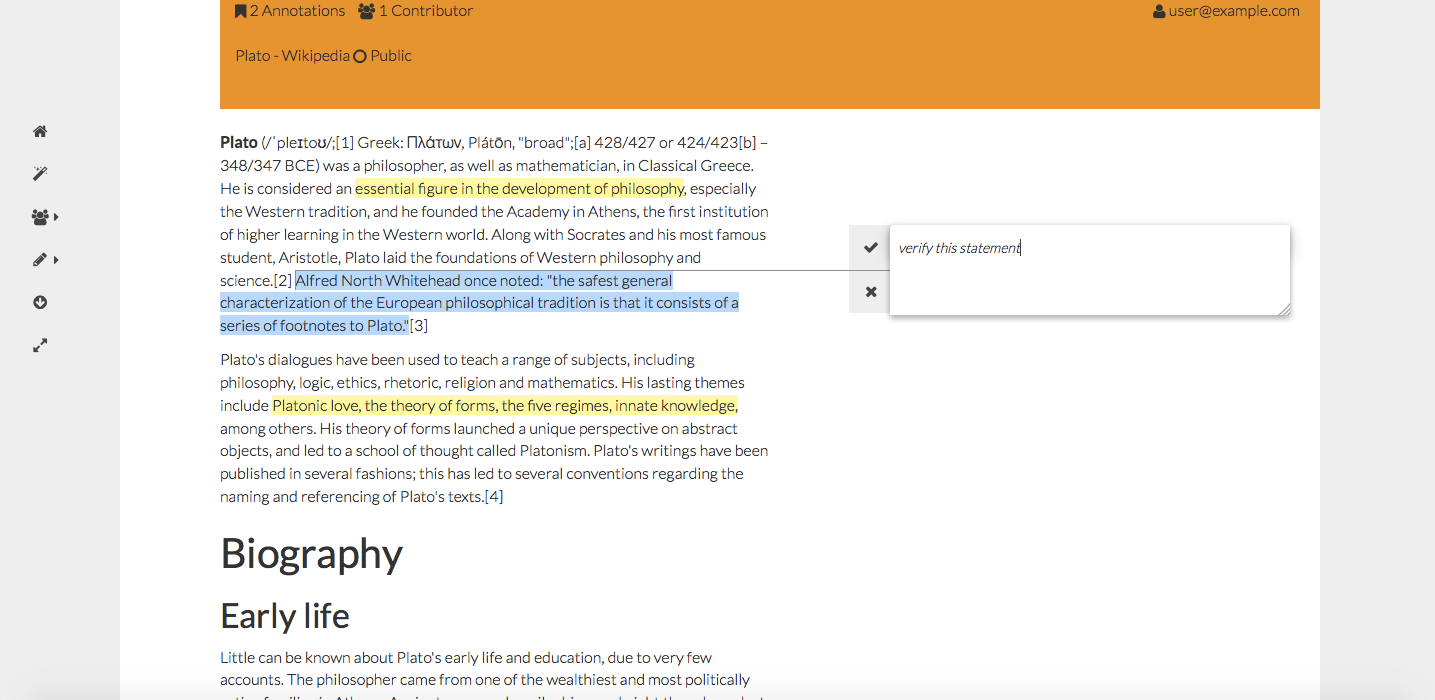 2 Annotations 1 Contributor user@example.com
Plato - Wikipedia Public
Plato (/ˈpleɪtoʊ/;[1] Greek: Πλάτων, Plátōn, "broad";[a] 428/427 or 424/423[b] –
348/347 BCE) was a philosopher, as well as mathematician, in Classical Greece.
He is considered an essential figure in the development of philosophy, especially
the Western tradition, and he founded the Academy in Athens, the first institution
of higher learning in the Western world. Along with Socrates and his most famous
student, Aristotle, Plato laid the foundations of Western philosophy and
science.[2] Alfred North Whitehead once noted: "the safest general
characterization of the European philosophical tradition is that it consists of a
series of footnotes to Plato."[3]
verify this statement
Plato's dialogues have been used to teach a range of subjects, including
philosophy, logic, ethics, rhetoric, religion and mathematics. His lasting themes
include Platonic love, the theory of forms, the five regimes, innate knowledge,
among others. His theory of forms launched a unique perspective on abstract
objects, and led to a school of thought called Platonism. Plato's writings have been
published in several fashions; this has led to several conventions regarding the
naming and referencing of Plato's texts.[4]
Biography
Early life
Little can be known about Plato's early life and education, due to very few
accounts. The philosopher came from one of the wealthiest and most politically